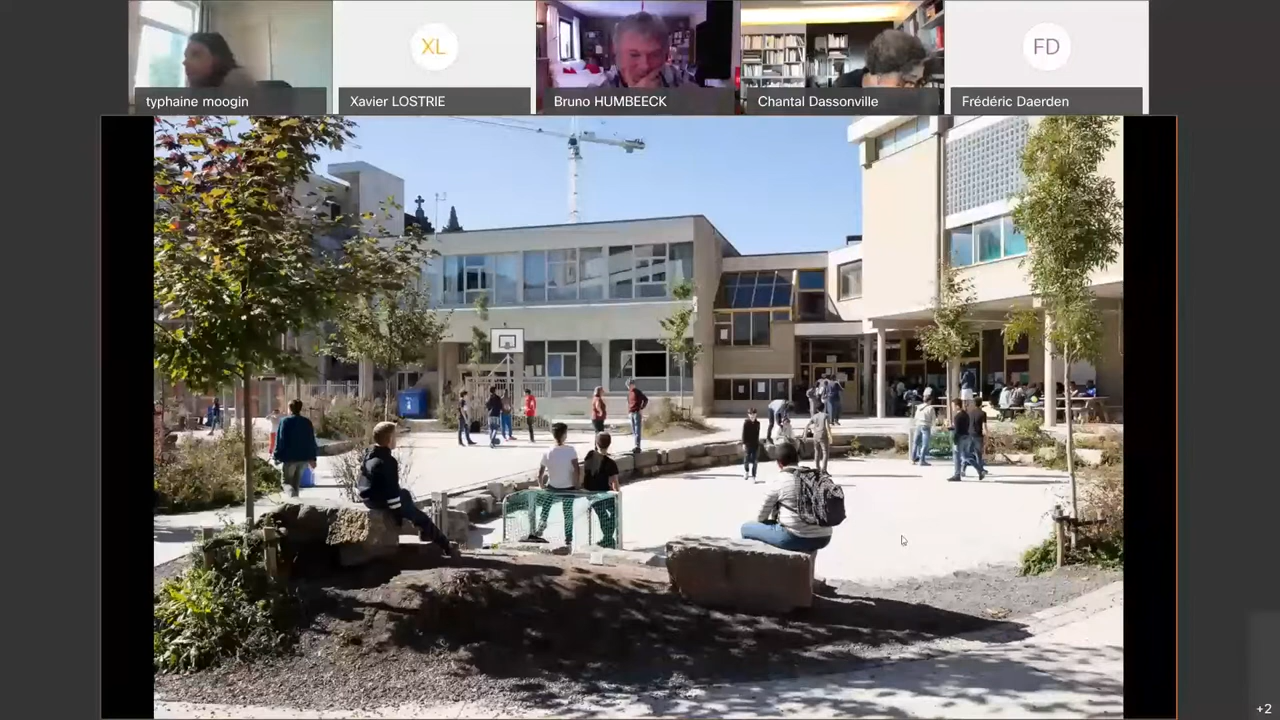 XL
FD
typhaine moogin
Xavier LOSTRIE
Bruno HUMBEECK
Chantal Dassonville
Frédéric Daerden
+2